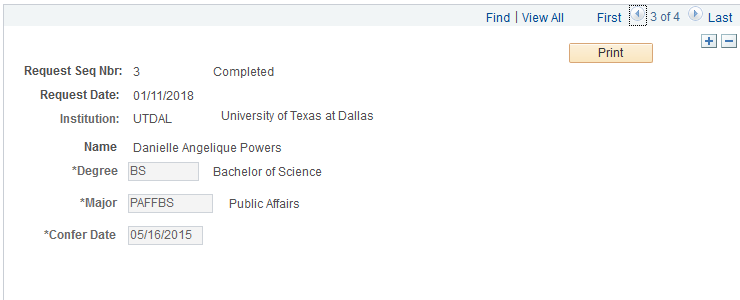 Find | View All First 3 of 4 Last
Print
Request Seq Nbr: 3 Completed
Request Date: 01/11/2018
Institution: UTDAL University of Texas at Dallas
Name Danielle Angelique Powers
*Degree BS Bachelor of Science
*Major PAFFBS Public Affairs
*Confer Date 05/16/2015